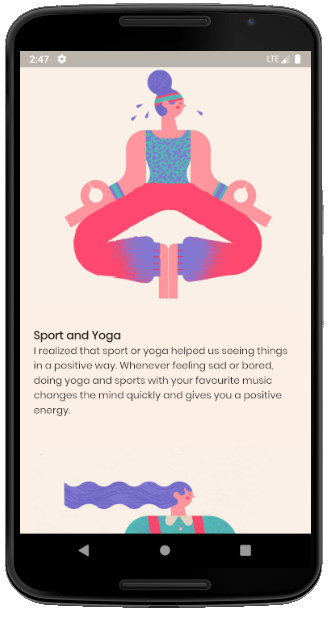 2:47
LTE
Sport and Yoga
I realized that sport or yoga helped us seeing things
in a positive way. Whenever feeling sad or bored,
doing yoga and sports with your favourite music
changes the mind quickly and gives you a positive
energy.